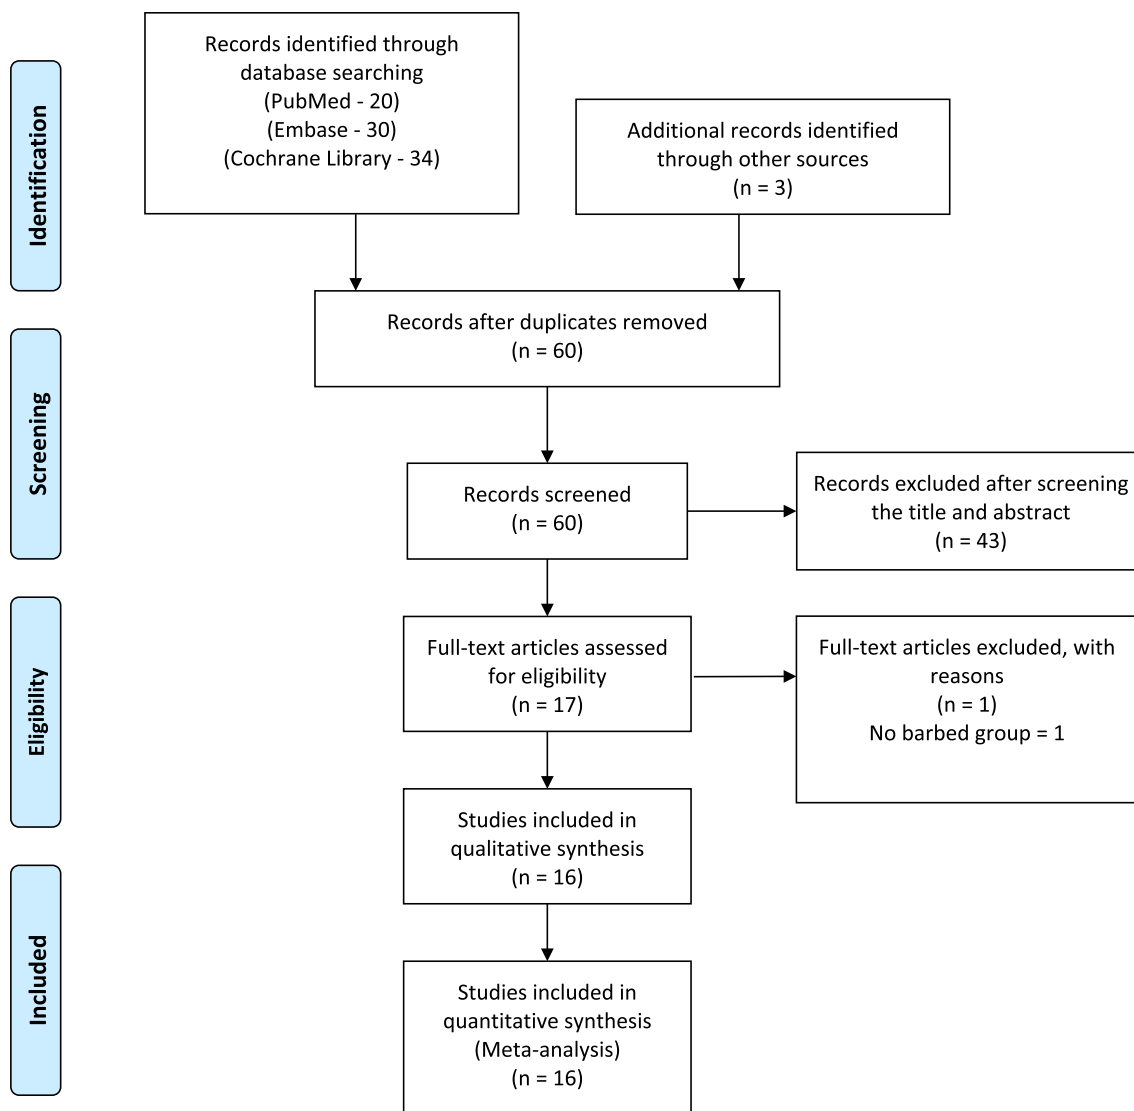 Identification
Records identified through
database searching
(PubMed - 20)
(Embase - 30)
(Cochrane Library - 34)
Additional records identified
through other sources
(n = 3)
Records after duplicates removed
(n = 60)
Screening
Records screened
(n = 60)
Records excluded after screening
the title and abstract
(n = 43)
Eligibility
Full-text articles assessed
for eligibility
(n = 17)
Full-text articles excluded, with
reasons
(n = 1)
No barbed group = 1
Studies included in
qualitative synthesis
(n = 16)
Included
Studies included in
quantitative synthesis
(Meta-analysis)
(n = 16)